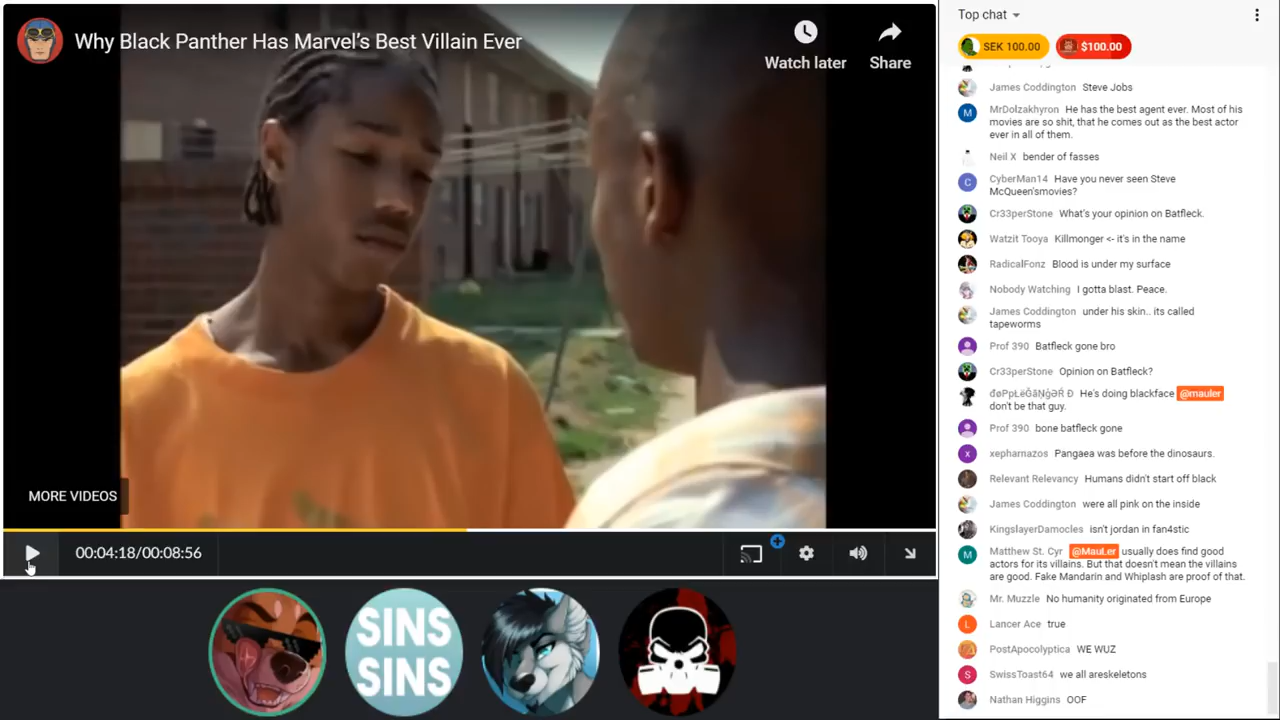 Why Black Panther Has Marvel's Best Villain Ever
Watch later
Share
MORE VIDEOS
00:04:18/00:08:56
SINS
SINS
Top chat
SEK 100.00
$100.00
James Coddington Steve Jobs
MrDolzakhyron He has the best agent ever. Most of his
movies are so shit, that he comes out as the best actor
ever in all of them.
Neil X bender of fasses
CyberMan14 Have you never seen Steve
McQueen'smovies?
Cr33perStone What's your opinion on Batfleck.
Watzit Tooya Killmonger <- it's in the name
RadicalFonz Blood is under my surface
Nobody Watching I gotta blast. Peace.
James Coddington under his skin.. its called
tapeworms
Prof 390 Batfleck gone bro
Cr33perStone Opinion on Batfleck?
He's doing blackface @mauler
don't be that guy.
Prof 390 bone batfleck gone
xepharnazos Pangaea was before the dinosaurs.
Relevant Relevancy Humans didn't start off black
James Coddington were all pink on the inside
KingslayerDamocles isn't jordan in fan4stic
Matthew St. Cyr @MauLer usually does find good
actors for its villains. But that doesn't mean the villains
are good. Fake Mandarin and Whiplash are proof of that.
Mr. Muzzle No humanity originated from Europe
Lancer Ace true
PostApocolyptica WE WUZ
SwissToast64 we all areskeletons
Nathan Higgins OOF